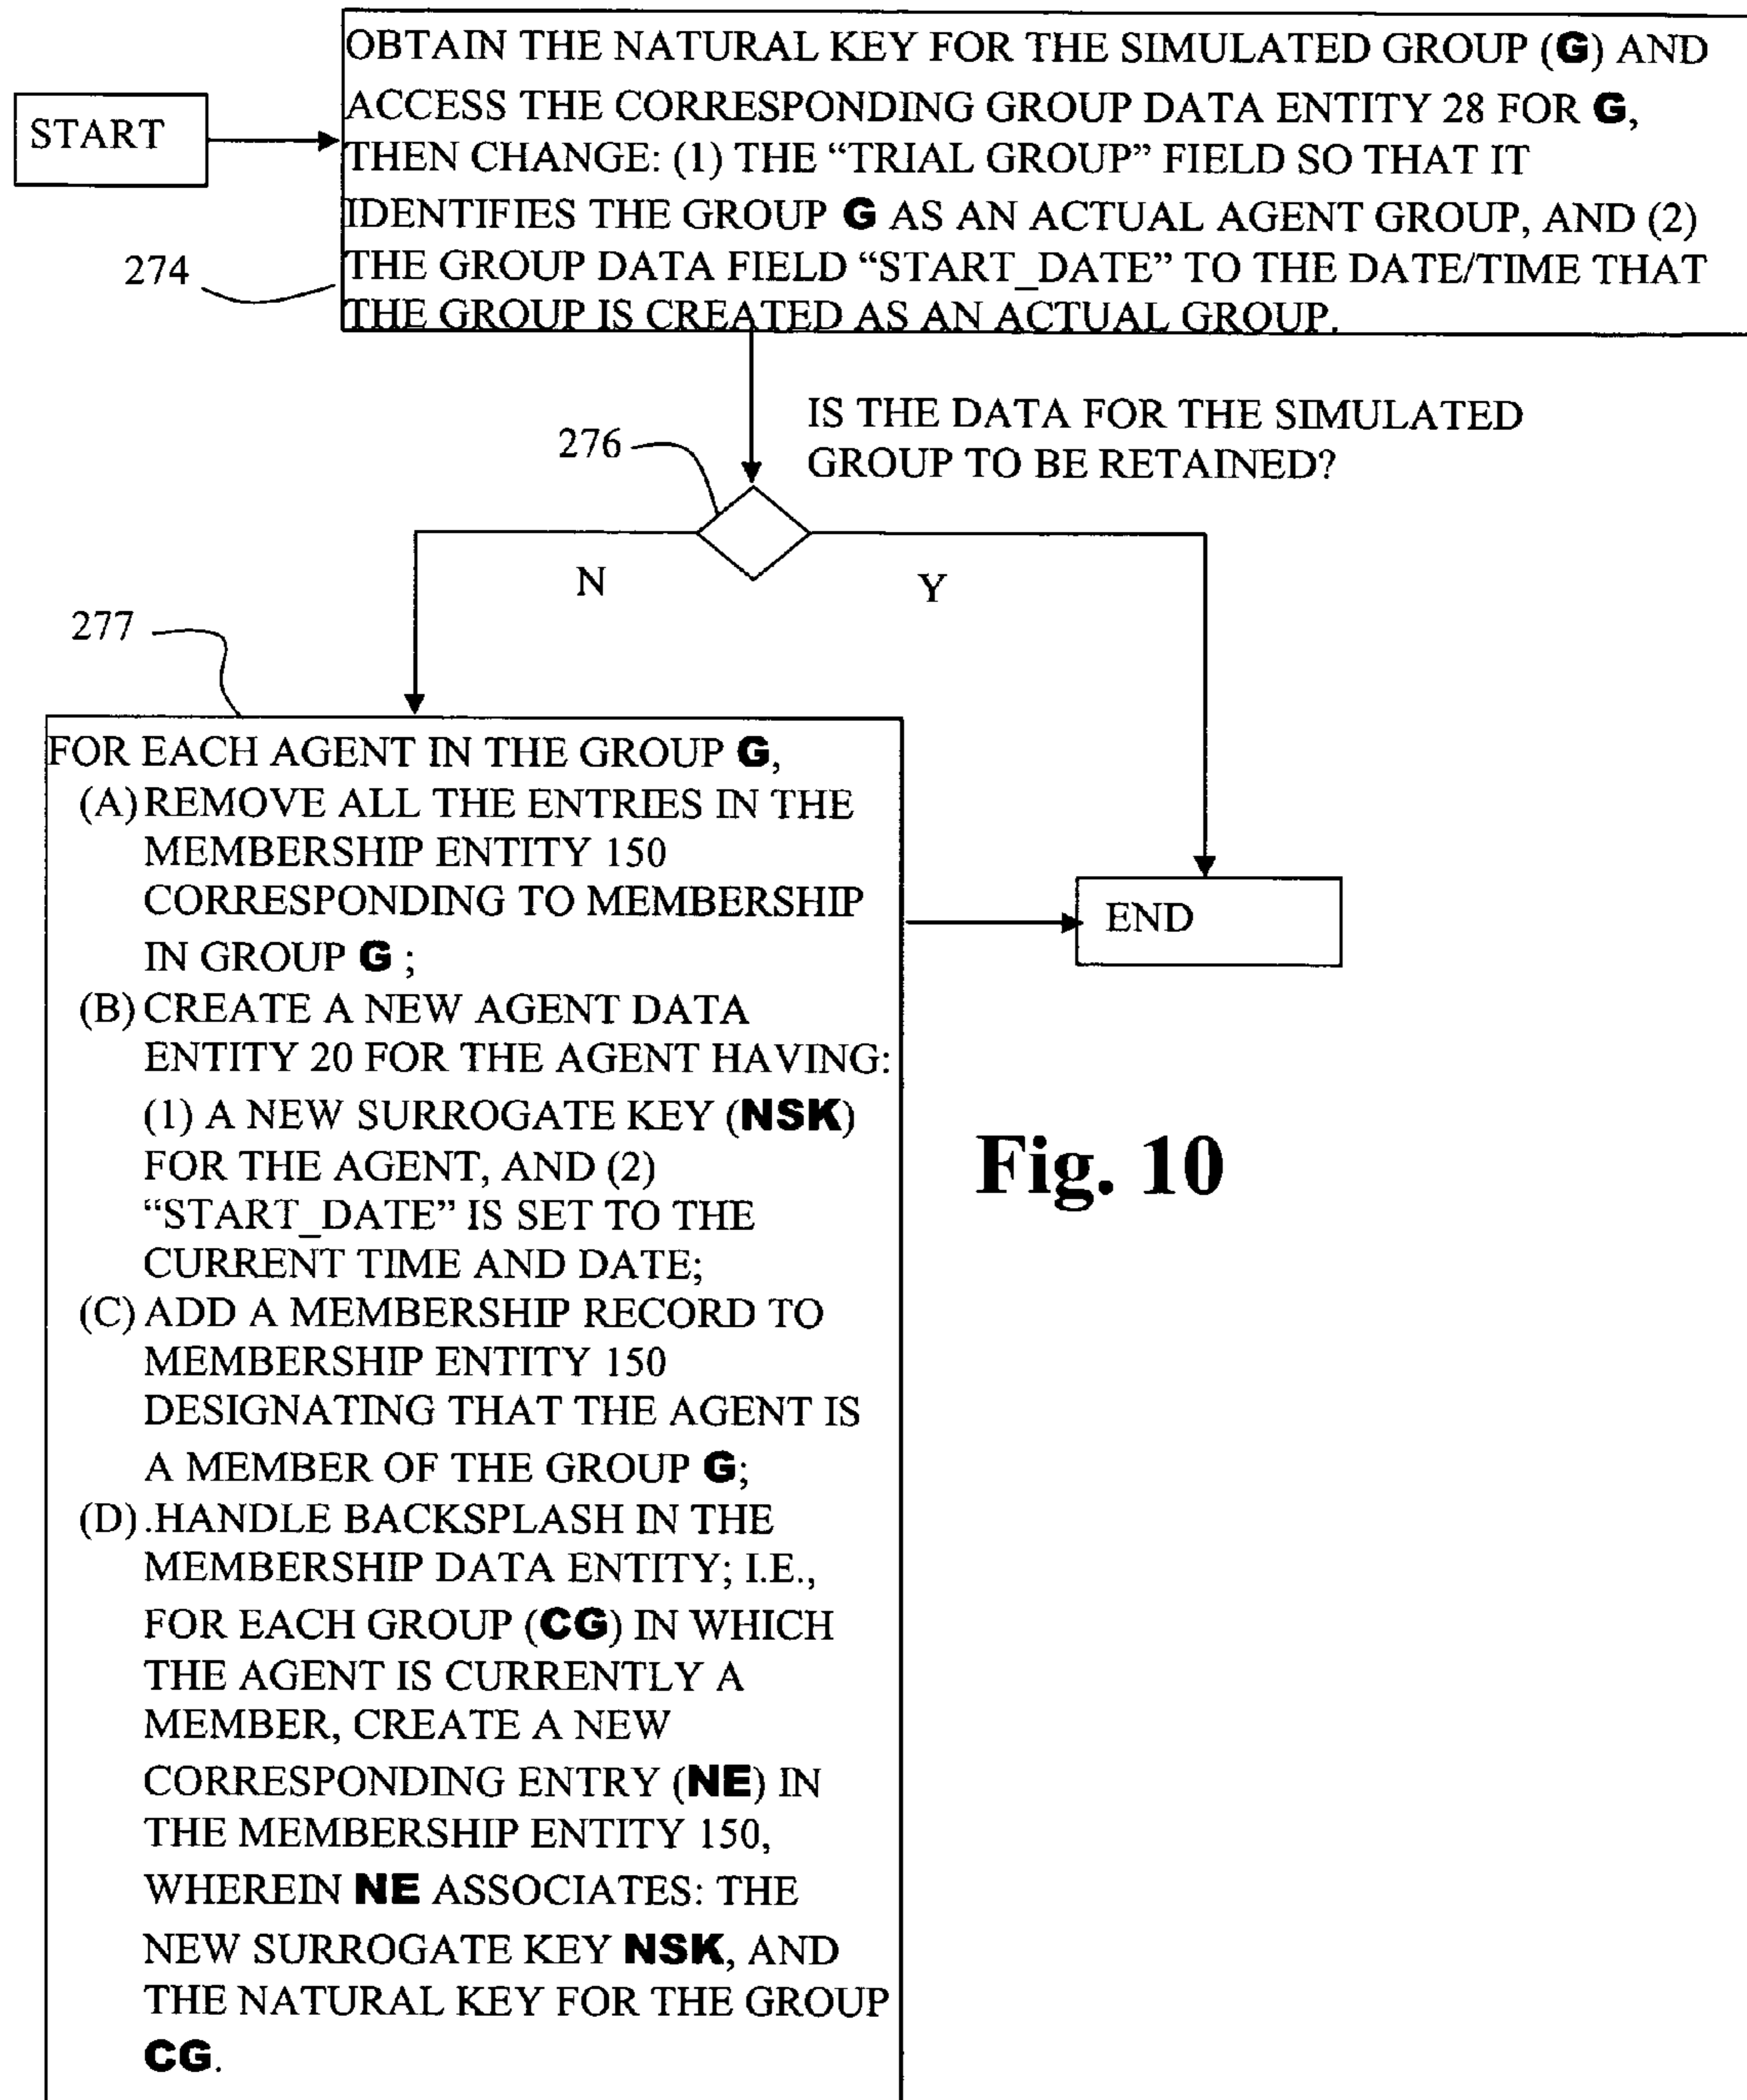 START
OBTAIN THE NATURAL KEY FOR THE SIMULATED GROUP (G) AND
ACCESS THE CORRESPONDING GROUP DATA ENTITY 28 FOR G,
THEN CHANGE: (1) THE “TRIAL GROUP” FIELD SO THAT IT
IDENTIFIES THE GROUP G AS AN ACTUAL AGENT GROUP, AND (2)
THE GROUP DATA FIELD “START_DATE” TO THE DATE/TIME THAT
THE GROUP IS CREATED AS AN ACTUAL GROUP.
274
IS THE DATA FOR THE SIMULATED
GROUP TO BE RETAINED?
276
N
Y
277
FOR EACH AGENT IN THE GROUP G,
(A) REMOVE ALL THE ENTRIES IN THE
MEMBERSHIP ENTITY 150
CORRESPONDING TO MEMBERSHIP
IN GROUP G ;
(B) CREATE A NEW AGENT DATA
ENTITY 20 FOR THE AGENT HAVING:
(1) A NEW SURROGATE KEY (NSK)
FOR THE AGENT, AND (2)
“START_DATE” IS SET TO THE
CURRENT TIME AND DATE;
(C) ADD A MEMBERSHIP RECORD TO
MEMBERSHIP ENTITY 150
DESIGNATING THAT THE AGENT IS
A MEMBER OF THE GROUP G;
(D) .HANDLE BACKSPLASH IN THE
MEMBERSHIP DATA ENTITY; I.E.,
FOR EACH GROUP (CG) IN WHICH
THE AGENT IS CURRENTLY A
MEMBER, CREATE A NEW
CORRESPONDING ENTRY (NE) IN
THE MEMBERSHIP ENTITY 150,
WHEREIN NE ASSOCIATES: THE
NEW SURROGATE KEY NSK, AND
THE NATURAL KEY FOR THE GROUP
CG.
END
Fig. 10